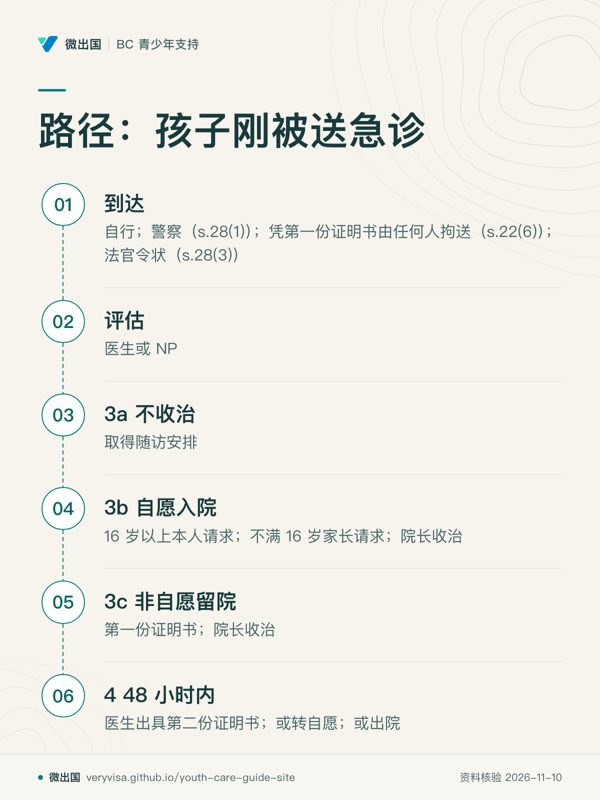 微出国 | BC 青少年支持
路径：孩子刚被送急诊
01
到达
自行；警察（s.28(1)）；凭第一份证明书由任何人拘送（s.22(6)）；
法官令状（s.28(3)）
02
评估
医生或 NP
03
3a 不收治
取得随访安排
04
3b 自愿入院
16 岁以上本人请求；不满 16 岁家长请求；院长收治
05
3c 非自愿留院
第一份证明书；院长收治
06
4 48 小时内
医生出具第二份证明书；或转自愿；或出院
微出国 veryvisa.github.io/youth-care-guide-site
资料核验 2026-11-10